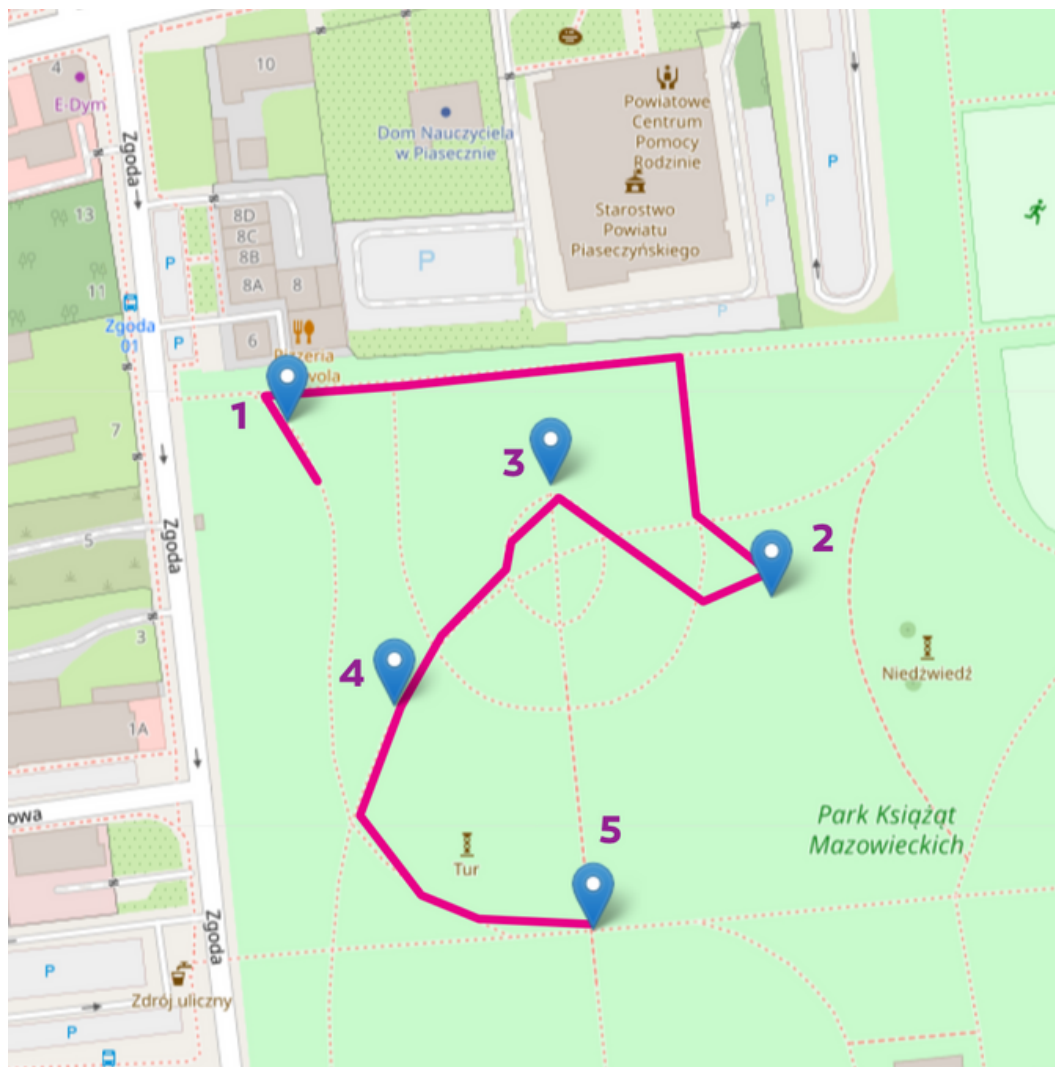 4
E-Dym
10
Dom Nauczyciela
w Piasecznie
Powiatowe
Centrum
Pomocy
Rodzinie
P
Zgoda
13
8D
8C
8B
8A
8
P
Starostwo
Powiatu
Piaseczyńskiego
P
P
11
Zgoda
01
P
6
Pizzeria
P
1
7
3
5
Zgoda
2
3
4
Niedźwiedź
1A
owa
5
Park Książąt
Mazowieckich
Tur
Zgoda
P
Zdrój uliczny
P